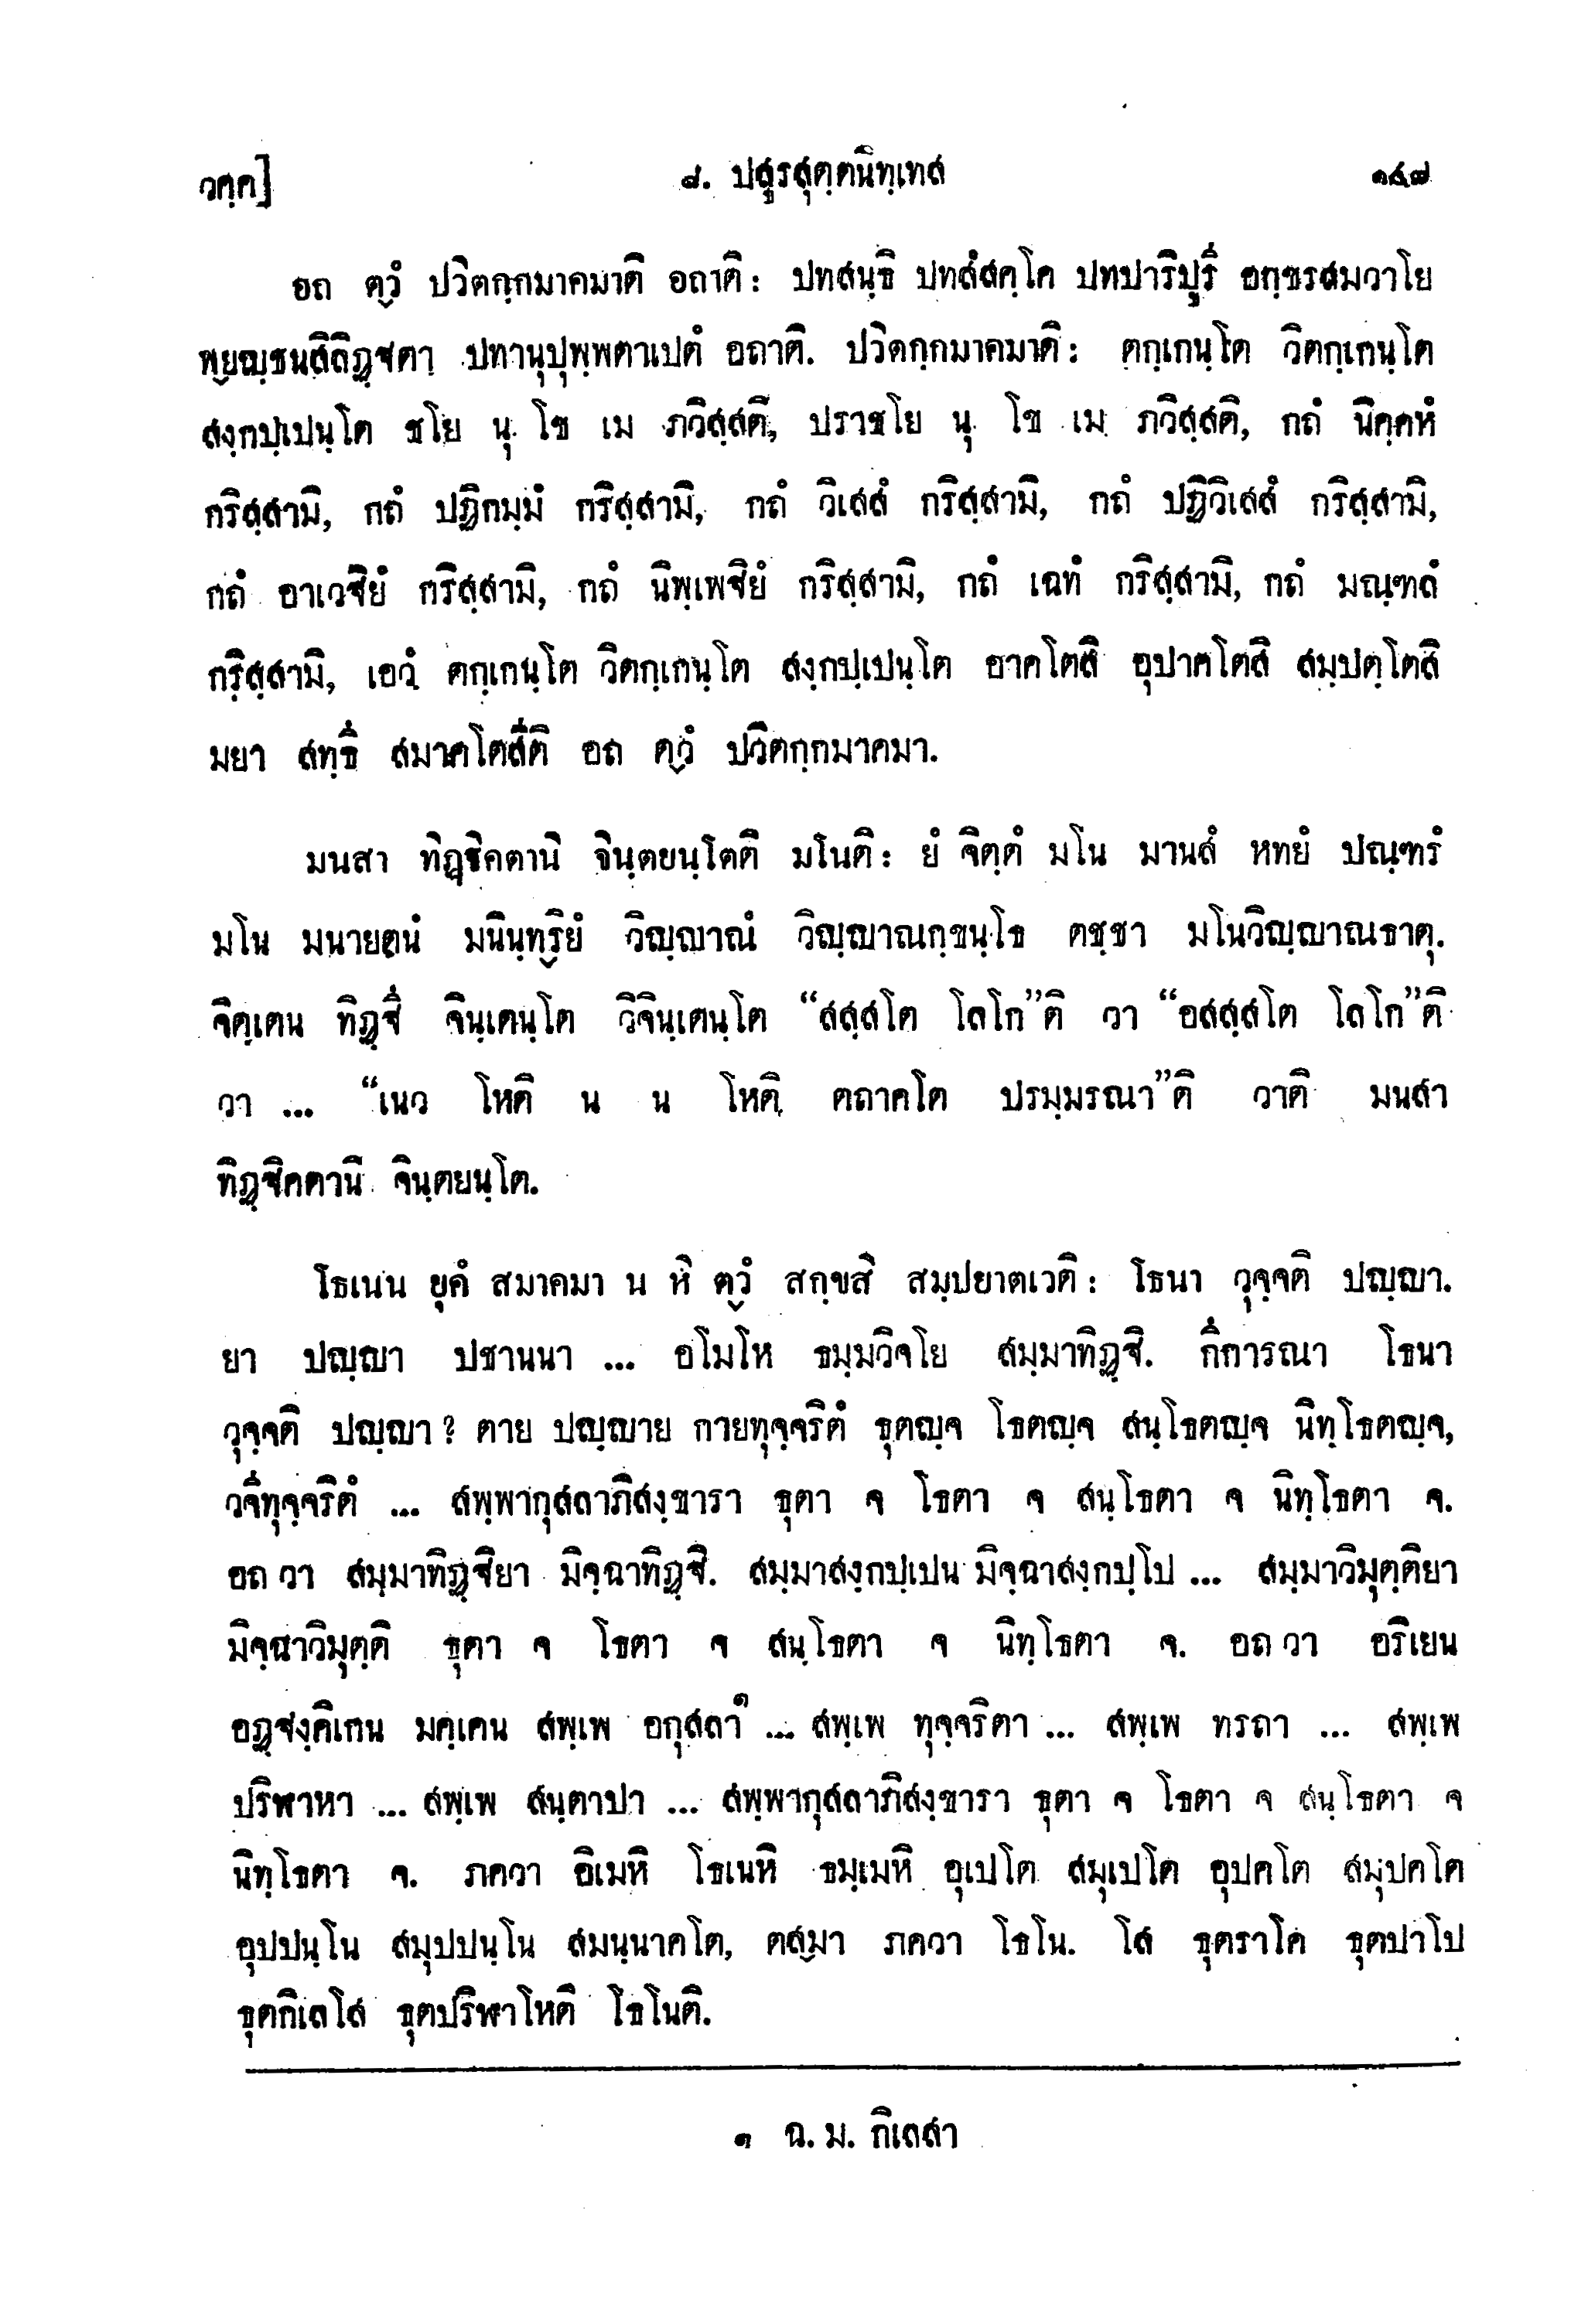 วคฺค]
๘. ปสูรสุตฺตนิทฺเทส
๑๔๗
อถ ตฺวํ ปวิตกฺกมาคมาติ อถาติ: ปทสนฺธิ ปทสํสคฺโค ปทปาริปูริ อกฺขรสมวาโย
พฺยญฺชนสิลิฏฺฐตา ปทานุปุพฺพตาเปตํ อถาติ. ปวิตกฺกมาคมาติ: ตกฺเกนฺโต วิตกฺเกนฺโต
สงฺกปฺเปนฺโต ชโย นุ โข เม ภวิสฺสติ, ปราชโย นุ โข เม ภวิสฺสติ, กถํ นิคฺคหํ
กริสฺสามิ, กถํ ปฏิกมฺมํ กริสฺสามิ, กถํ วิเสสํ กริสฺสามิ, กถํ ปฏิวิเสสํ กริสฺสามิ,
กถํ อาเวฐิยํ กริสฺสามิ, กถํ นิพฺเพฐิยํ กริสฺสามิ, กถํ เฉทํ กริสฺสามิ, กถํ มณฺฑลํ
กริสฺสามิ, เอวํ ตกฺเกนฺโต วิตกฺเกนฺโต สงฺกปฺเปนฺโต อาคโตสิ อุปาคโตสิ สมฺปตฺโตสิ
มยา สทฺธึ สมาคโตสีติ อถ ตฺวํ ปวิตกฺกมาคมา.
มนสา ทิฏฺฐิคตานิ จินฺตยนฺโตติ มโนติ: ยํ จิตฺตํ มโน มานสํ หทยํ ปณฺฑรํ
มโน มนายตนํ มนินฺทฺริยํ วิญฺญาณํ วิญฺญาณกฺขนฺโธ ตชฺชา มโนวิญฺญาณธาตุ.
จิตฺเตน ทิฏฺฐึ จินฺเตนฺโต วิจินฺเตนฺโต “สสฺสโต โลโก”ติ วา “อสสฺสโต โลโก”ติ
วา ... “เนว โหติ น น โหติ ตถาคโต ปรมฺมรณา”ติ วาติ มนสา
ทิฏฺฐิคตานิ จินฺตยนฺโต.
โธเนน ยุคํ สมาคมา น หิ ตฺวํ สกฺขสิ สมฺปยาตเวติ: โธนา วุจฺจติ ปญฺญา.
ยา ปญฺญา ปชานนา ... อโมโห ธมฺมวิจโย สมฺมาทิฏฺฐิ. กึการณา โธนา
วุจฺจติ ปญฺญา? ตาย ปญฺญาย กายทุจฺจริตํ ธุตญฺจ โธตญฺจ สนฺโธตญฺจ นิทฺโธตญฺจ,
วจีทุจฺจริตํ ... สพฺพากุสลาภิสงฺขารา ธุตา จ โธตา จ สนฺโธตา จ นิทฺโธตา จ.
อถ วา สมฺมาทิฏฺฐิยา มิจฺฉาทิฏฺฐิ. สมฺมาสงฺกปฺเปน มิจฺฉาสงฺกปฺโป ... สมฺมาวิมุตฺติยา
มิจฺฉาวิมุตฺติ ธุตา จ โธตา จ สนฺโธตา จ นิทฺโธตา จ. อถ วา อริเยน
อฏฺฐงฺคิเกน มคฺเคน สพฺเพ อกุสลา๑ ... สพฺเพ ทุจฺจริตา ... สพฺเพ ทรถา ... สพฺเพ
ปริฬาหา ... สพฺเพ สนฺตาปา ... สพฺพากุสลาภิสงฺขารา ธุตา จ โธตา จ สนฺโธตา จ
นิทฺโธตา จ. ภควา อิเมหิ โธเนหิ ธมฺเมหิ อุเปโต สมุเปโต อุปคโต สมุปคโต
อุปปนฺโน สมุปปนฺโน สมนฺนาคโต, ตสฺมา ภควา โธโน. โส ธุตราโค ธุตปาโป
ธุตกิเลโส ธุตปริฬาโหติ โธโนติ.
๑ ฉ. ม. กิเลสา